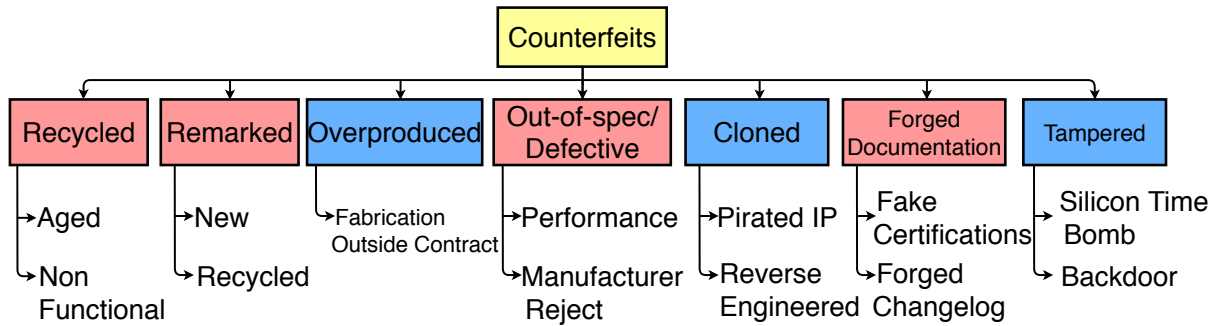 Counterfeits
Recycled
Remarked
Overproduced
Out-of-spec/
Defective
Cloned
Forged
Documentation
Tampered
Aged
Non
Functional
New
Recycled
Fabrication
Outside Contract
Performance
Manufacturer
Reject
Pirated IP
Reverse
Engineered
Fake
Certifications
Forged
Changelog
Silicon Time
Bomb
Backdoor